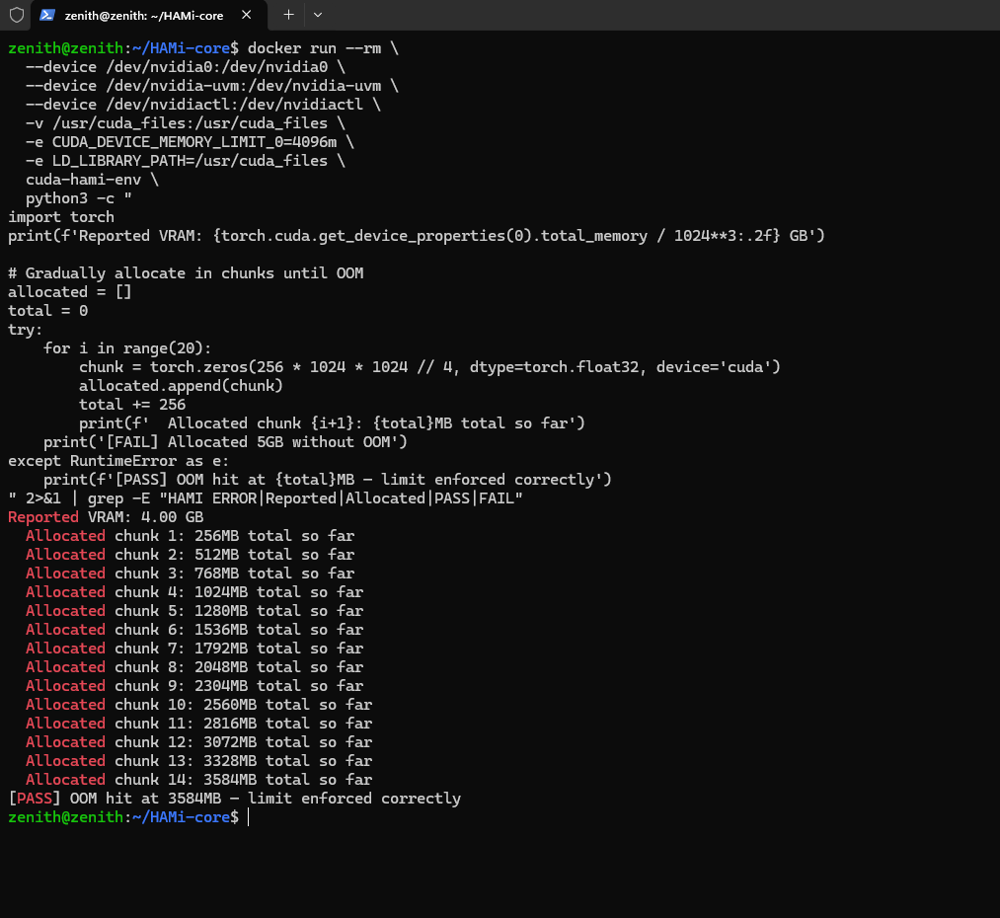 zenith@zenith: ~/HAMi-core
zenith@zenith:~/HAMi-core$ docker run --rm \
  --device /dev/nvidia0:/dev/nvidia0 \
  --device /dev/nvidia-uvm:/dev/nvidia-uvm \
  --device /dev/nvidiactl:/dev/nvidiactl \
  -v /usr/cuda_files:/usr/cuda_files \
  -e CUDA_DEVICE_MEMORY_LIMIT_0=4096m \
  -e LD_LIBRARY_PATH=/usr/cuda_files \
  cuda-hami-env \
  python3 -c "
import torch
print(f'Reported VRAM: {torch.cuda.get_device_properties(0).total_memory / 1024**3:.2f} GB')

# Gradually allocate in chunks until OOM
allocated = []
total = 0
try:
    for i in range(20):
        chunk = torch.zeros(256 * 1024 * 1024 // 4, dtype=torch.float32, device='cuda')
        allocated.append(chunk)
        total += 256
        print(f'  Allocated chunk {i+1}: {total}MB total so far')
    print('[FAIL] Allocated 5GB without OOM')
except RuntimeError as e:
    print(f'[PASS] OOM hit at {total}MB — limit enforced correctly')
" 2>&1 | grep -E "HAMI ERROR|Reported|Allocated|PASS|FAIL"
Reported VRAM: 4.00 GB
  Allocated chunk 1: 256MB total so far
  Allocated chunk 2: 512MB total so far
  Allocated chunk 3: 768MB total so far
  Allocated chunk 4: 1024MB total so far
  Allocated chunk 5: 1280MB total so far
  Allocated chunk 6: 1536MB total so far
  Allocated chunk 7: 1792MB total so far
  Allocated chunk 8: 2048MB total so far
  Allocated chunk 9: 2304MB total so far
  Allocated chunk 10: 2560MB total so far
  Allocated chunk 11: 2816MB total so far
  Allocated chunk 12: 3072MB total so far
  Allocated chunk 13: 3328MB total so far
  Allocated chunk 14: 3584MB total so far
[PASS] OOM hit at 3584MB — limit enforced correctly
zenith@zenith:~/HAMi-core$